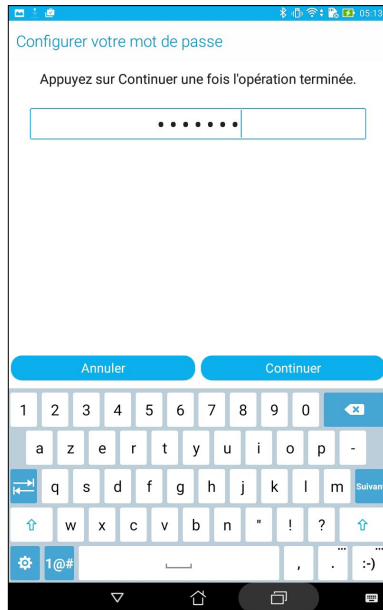 05:13
Configurer votre mot de passe
Appuyez sur Continuer une fois l'opération terminée.
•••••••
Annuler Continuer
1 2 3 4 5 6 7 8 9 0
a z e r t y u i o p -
q s d f g h j k l m Suivant
w x c v b n " ! ?
1@# , . :-)